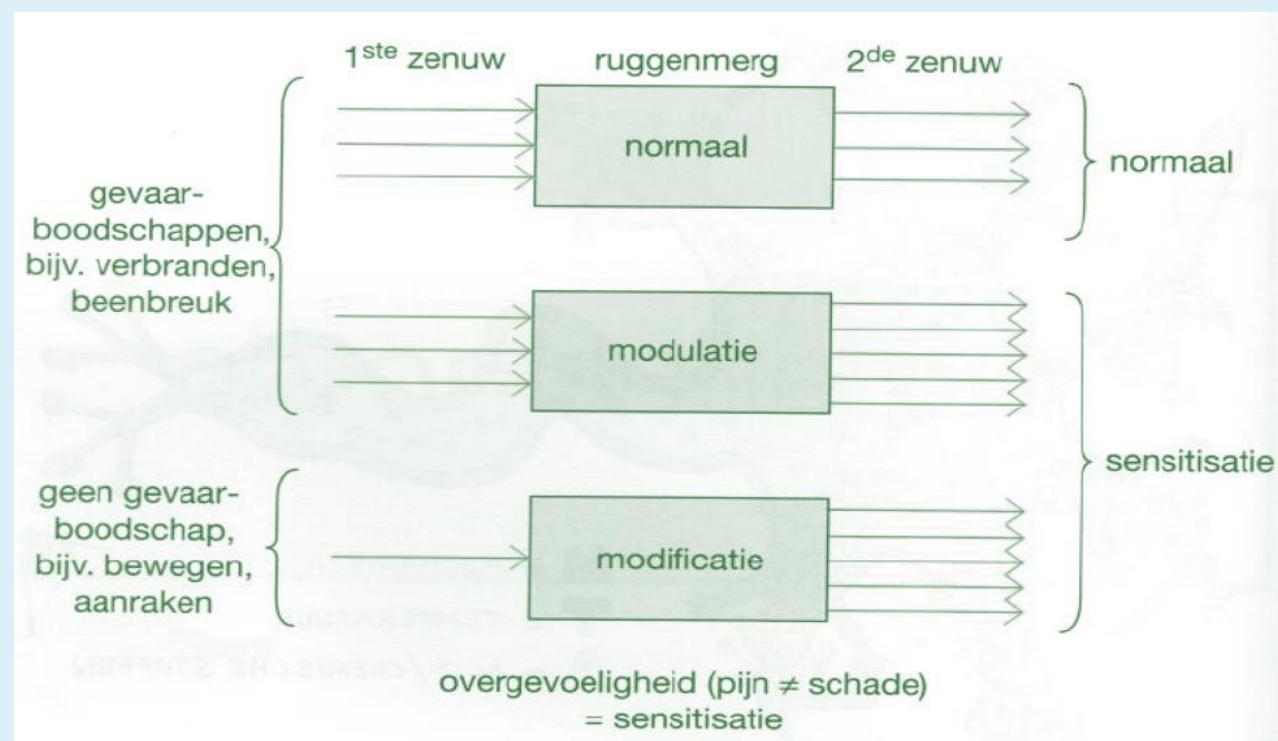 1ste zenuw
ruggenmerg
2de zenuw
normaal
normaal
gevaar-
boodschappen,
bijv. verbranden,
beenbreuk
modulatie
sensitisatie
geen gevaar-
boodschap,
bijv. bewegen,
aanraken
modificatie
overgevoeligheid (pijn ≠ schade)
= sensitisatie